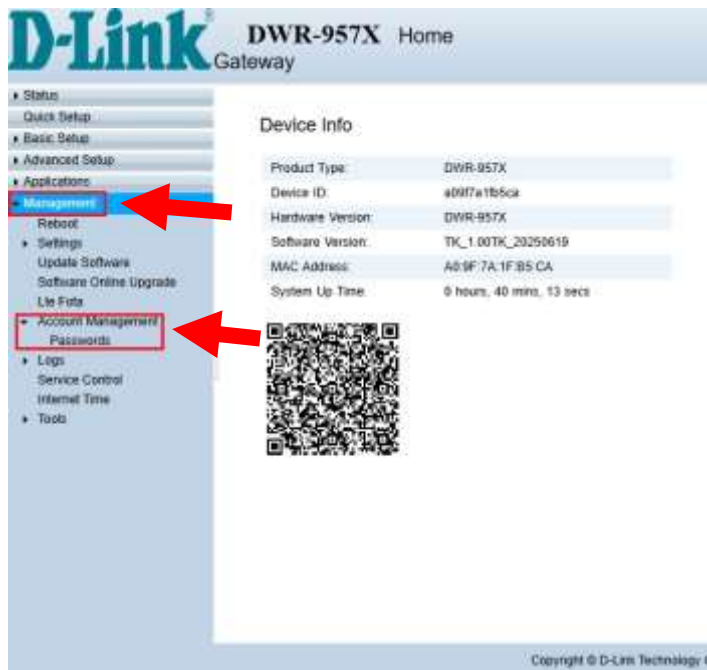 D-Link
DWR-957X Home
Gateway
Status
Quick Setup
Basic Setup
Advanced Setup
Applications
Management
Reboot
Settings
Update Software
Software Online Upgrade
Lte Fota
Account Management
Passwords
Logs
Service Control
Internet Time
Tools
Device Info
Product Type: DWR-957X
Device ID: a09f7a1fb5ca
Hardware Version: DWR-957X
Software Version: TK_1.00TK_20250619
MAC Address: A0:9F:7A:1F:B5:CA
System Up Time: 0 hours, 40 mins, 13 secs
Copyright © D-Link Technology